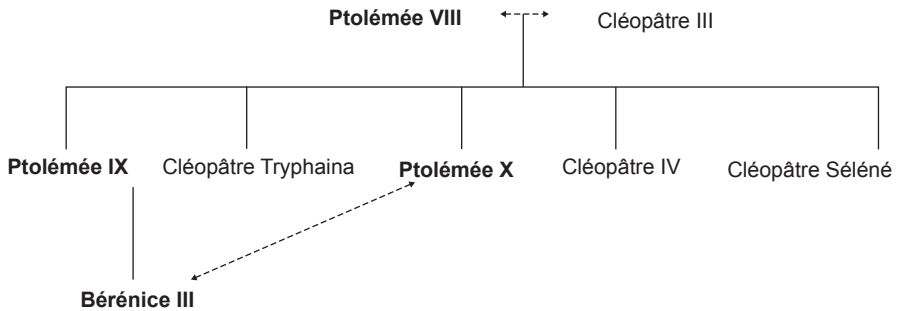 Ptolémée VIII Cléopâtre III
Ptolémée IX Cléopâtre Tryphaina Ptolémée X Cléopâtre IV Cléopâtre Séléné
Bérénice III